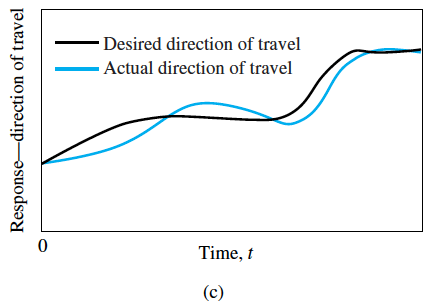 Response—direction of travel
Desired direction of travel
Actual direction of travel
0
Time, t
(c)